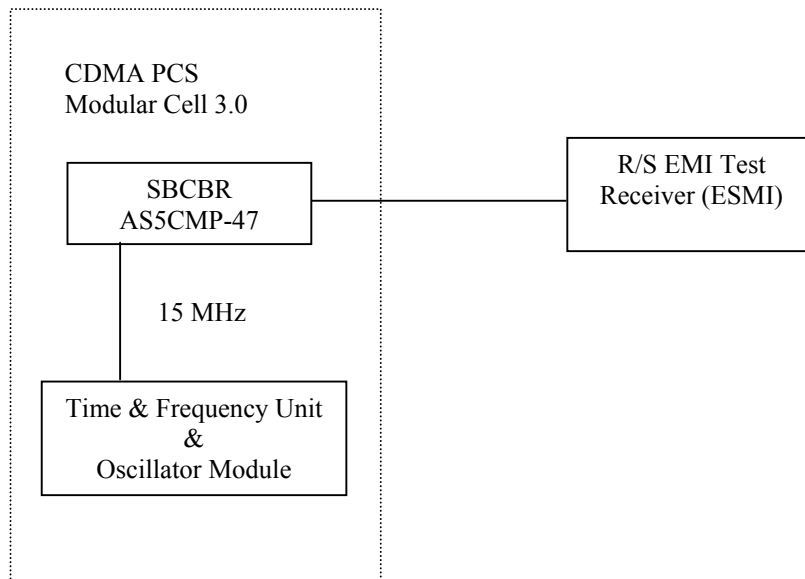 CDMA PCS
Modular Cell 3.0
SBCBR
AS5CMP-47
R/S EMI Test
Receiver (ESMI)
15 MHz
Time & Frequency Unit
&
Oscillator Module